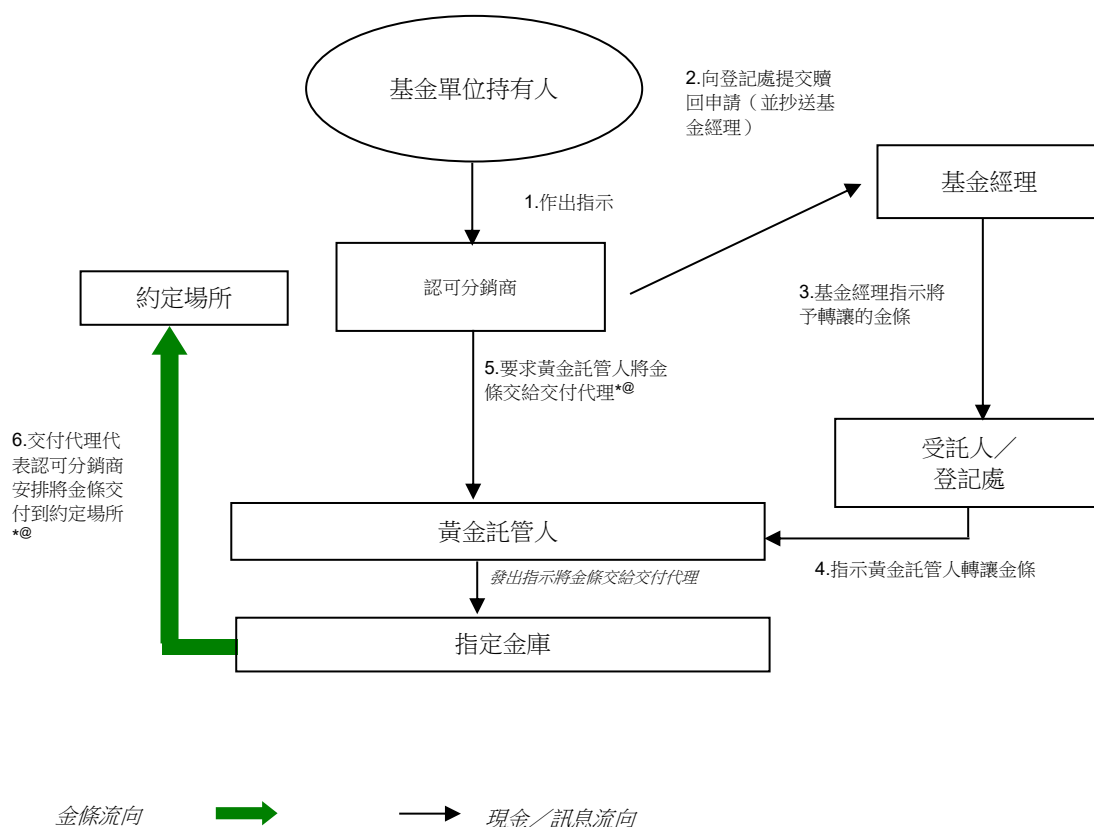 基金單位持有人
2.向登記處提交贖
回申請（並抄送基
金經理）
基金經理
1.作出指示
認可分銷商
約定場所
3.基金經理指示將
予轉讓的金條
5.要求黃金託管人將金
條交給交付代理*@
6.交付代理代
表認可分銷商
安排將金條交
付到約定場所
*@
受託人／
登記處
黃金託管人
4.指示黃金託管人轉讓金條
發出指示將金條交給交付代理
指定金庫
金條流向
現金／訊息流向